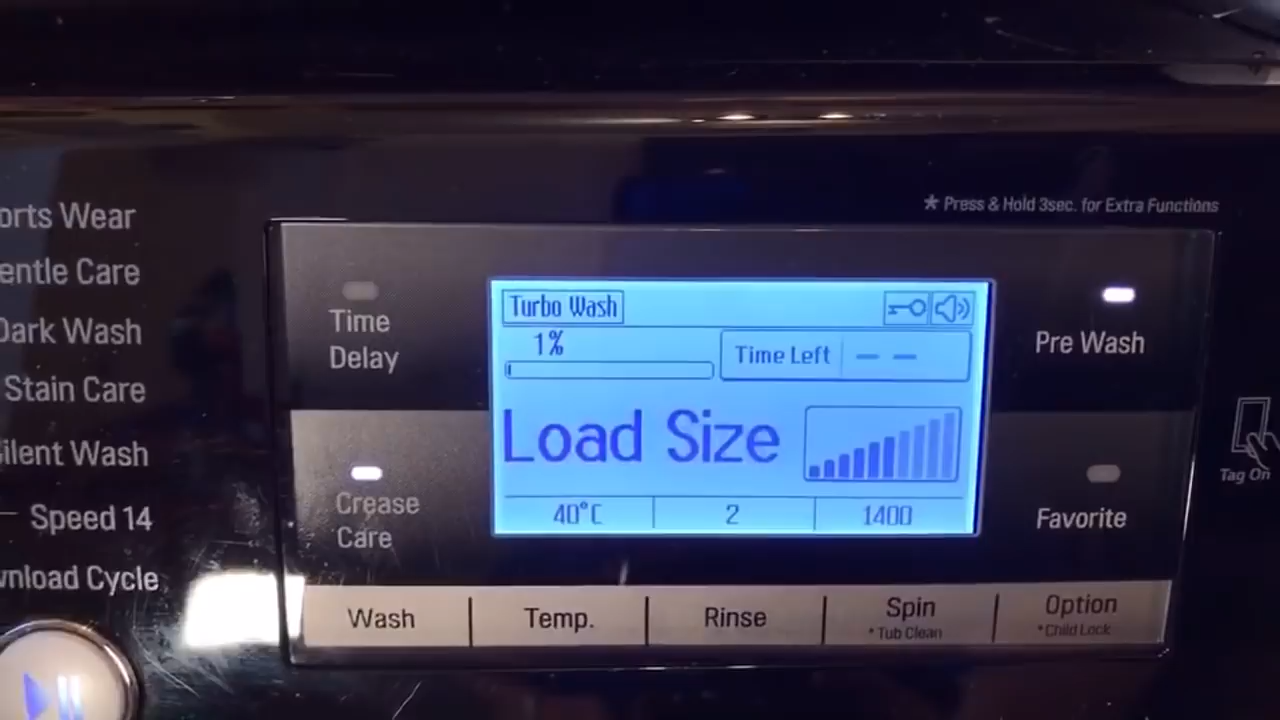 * Press & Hold 3sec. for Extra Functions
orts Wear
entle Care
Dark Wash
Stain Care
ilent Wash
Speed 14
wnload Cycle
Time
Delay
Crease
Care
Turbo Wash
1%
Time Left – –
Load Size
40°C 2 1400
Pre Wash
Favorite
Tag On
Wash Temp. Rinse Spin Option
* Tub Clean * Child Lock